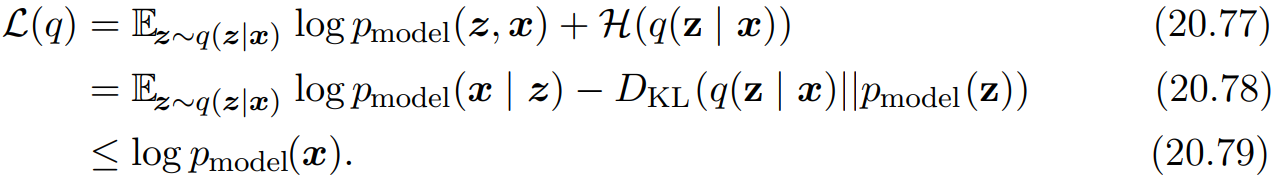 ℒ(q) = 𝔼_{z∼q(z|x)} log p_model(z, x) + ℋ(q(z | x)) (20.77)
= 𝔼_{z∼q(z|x)} log p_model(x | z) − D_KL(q(z | x)||p_model(z)) (20.78)
≤ log p_model(x). (20.79)